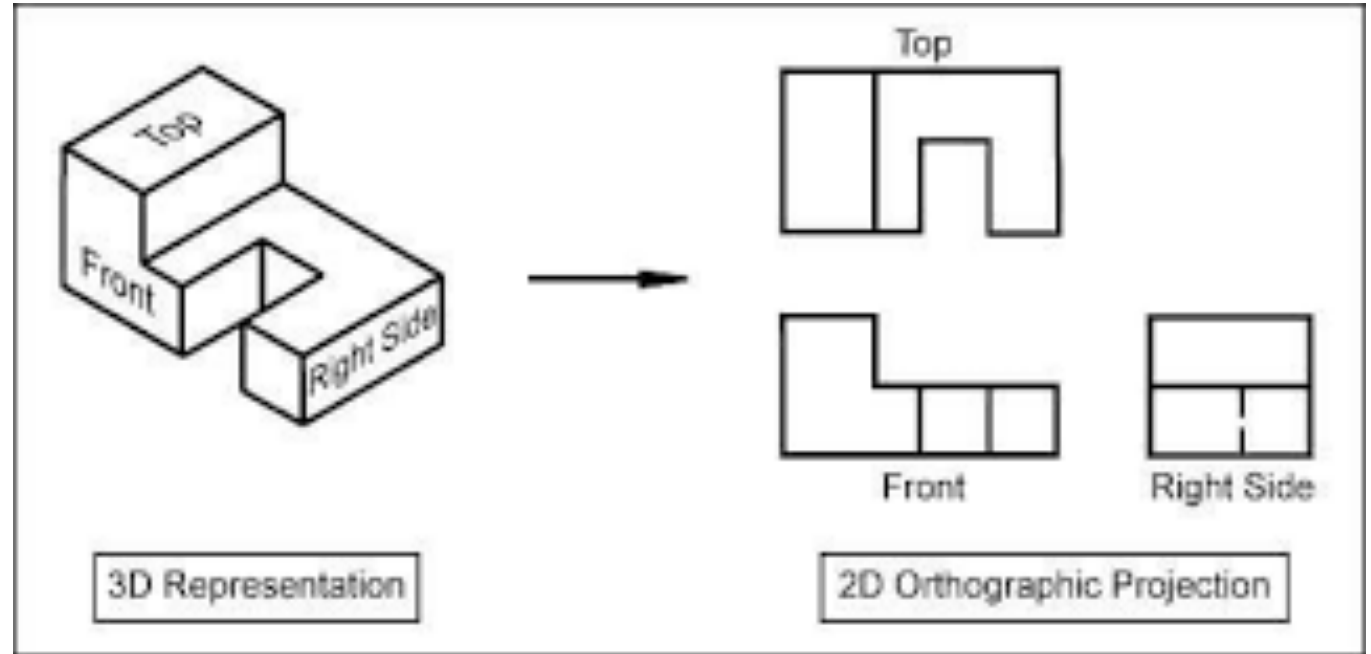 Top
Front
Right Side
3D Representation
Top
Front
Right Side
2D Orthographic Projection